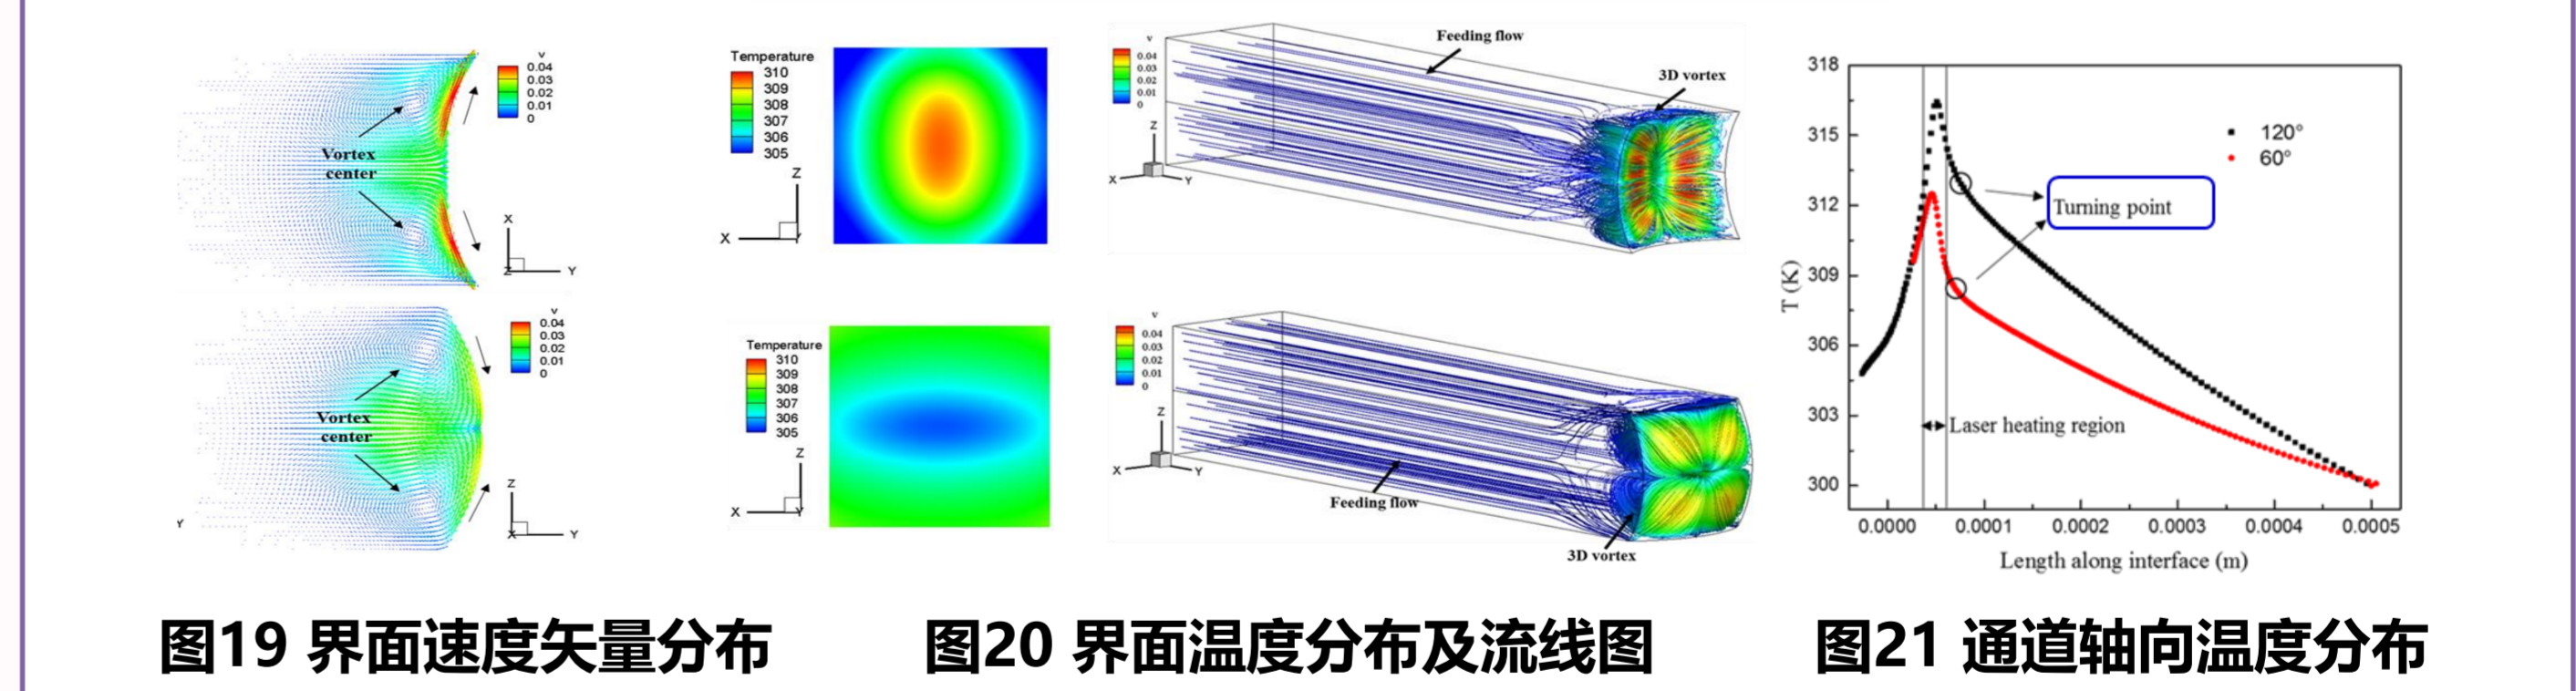 v
0.04
0.03
0.02
0.01
0
Vortex
center
X
Z
Y
v
0.04
0.03
0.02
0.01
0
Vortex
center
Z
X
Y
Y
图19 界面速度矢量分布
Temperature
310
309
308
307
306
305
Z
X
Y
Temperature
310
309
308
307
306
305
Z
X
Y
v
0.04
0.03
0.02
0.01
0
Feeding flow
3D vortex
Z
X
Y
v
0.04
0.03
0.02
0.01
0
Z
X
Y
Feeding flow
3D vortex
图20 界面温度分布及流线图
318
315
312
309
306
303
300
T (K)
120°
60°
Turning point
Laser heating region
0.0000 0.0001 0.0002 0.0003 0.0004 0.0005
Length along interface (m)
图21 通道轴向温度分布